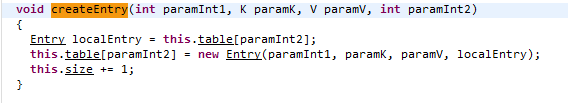 void createEntry(int paramInt1, K paramK, V paramV, int paramInt2)
{
Entry localEntry = this.table[paramInt2];
this.table[paramInt2] = new Entry(paramInt1, paramK, paramV, localEntry);
this.size += 1;
}